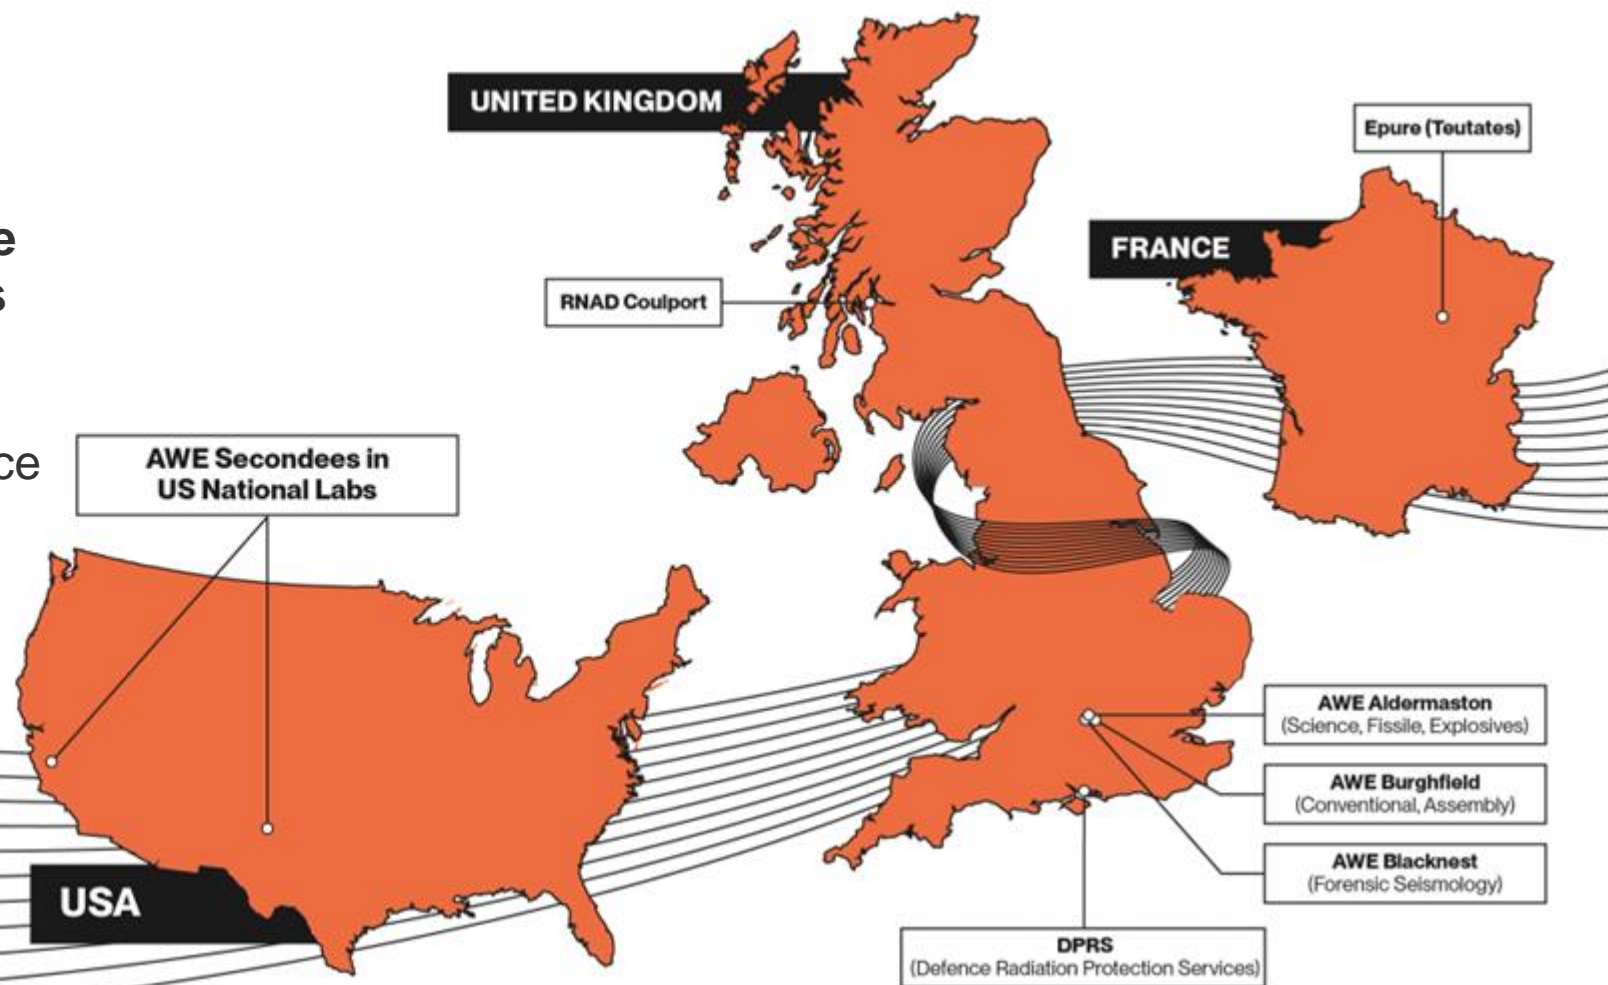 UNITED KINGDOM
Epure (Teutates)
FRANCE
RNAD Coulport
AWE Secondees in
US National Labs
USA
AWE Aldermaston
(Science, Fissile, Explosives)
AWE Burghfield
(Conventional, Assembly)
AWE Blacknest
(Forensic Seismology)
DPRS
(Defence Radiation Protection Services)